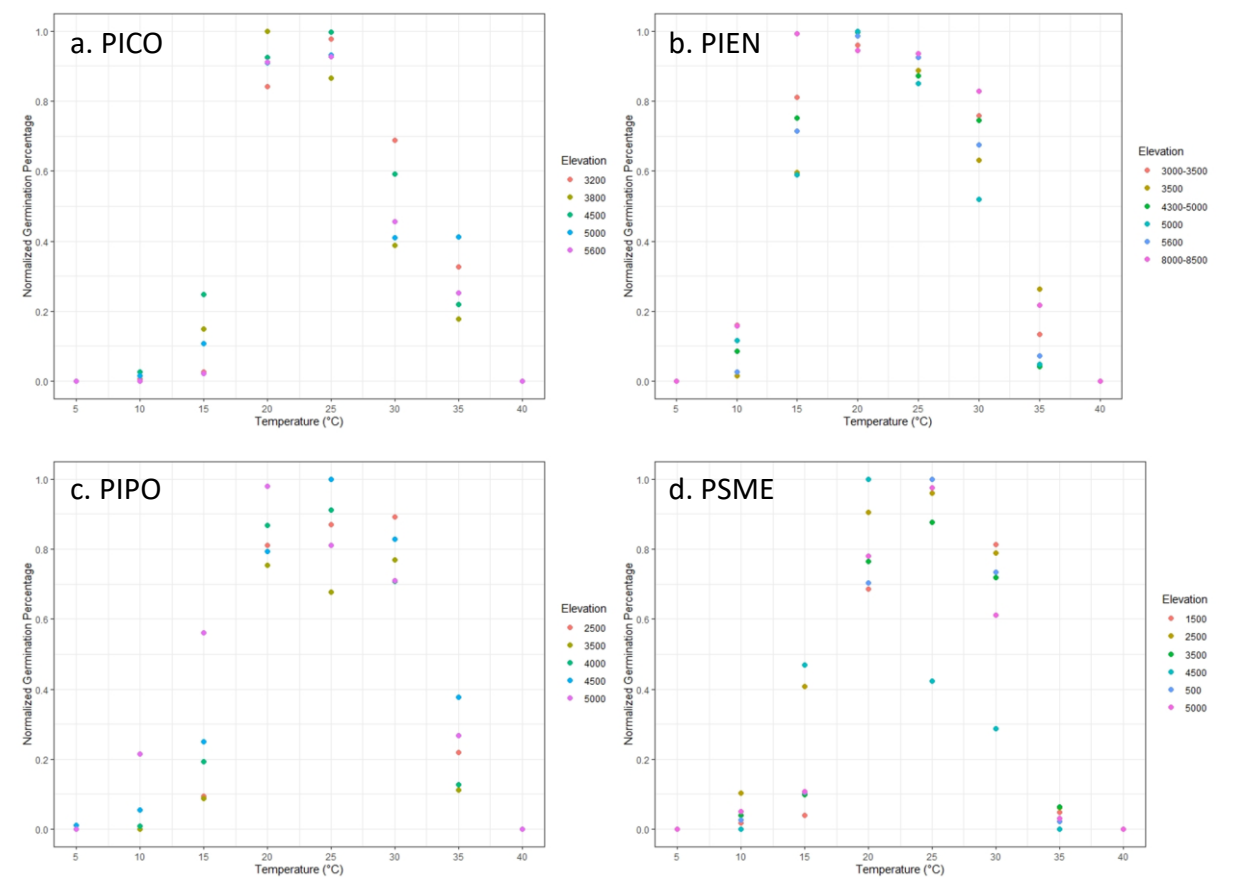 a. PICO
Normalized Germination Percentage
1.0
0.8
0.6
0.4
0.2
0.0
5 10 15 20 25 30 35 40
Temperature (°C)
Elevation
3200
3800
4500
5000
5600
b. PIEN
Normalized Germination Percentage
1.0
0.8
0.6
0.4
0.2
0.0
5 10 15 20 25 30 35 40
Temperature (°C)
Elevation
3000-3500
3500
4300-5000
5000
5600
8000-8500
c. PIPO
Normalized Germination Percentage
1.0
0.8
0.6
0.4
0.2
0.0
5 10 15 20 25 30 35 40
Temperature (°C)
Elevation
2500
3500
4000
4500
5000
d. PSME
Normalized Germination Percentage
1.0
0.8
0.6
0.4
0.2
0.0
5 10 15 20 25 30 35 40
Temperature (°C)
Elevation
1500
2500
3500
4500
500
5000